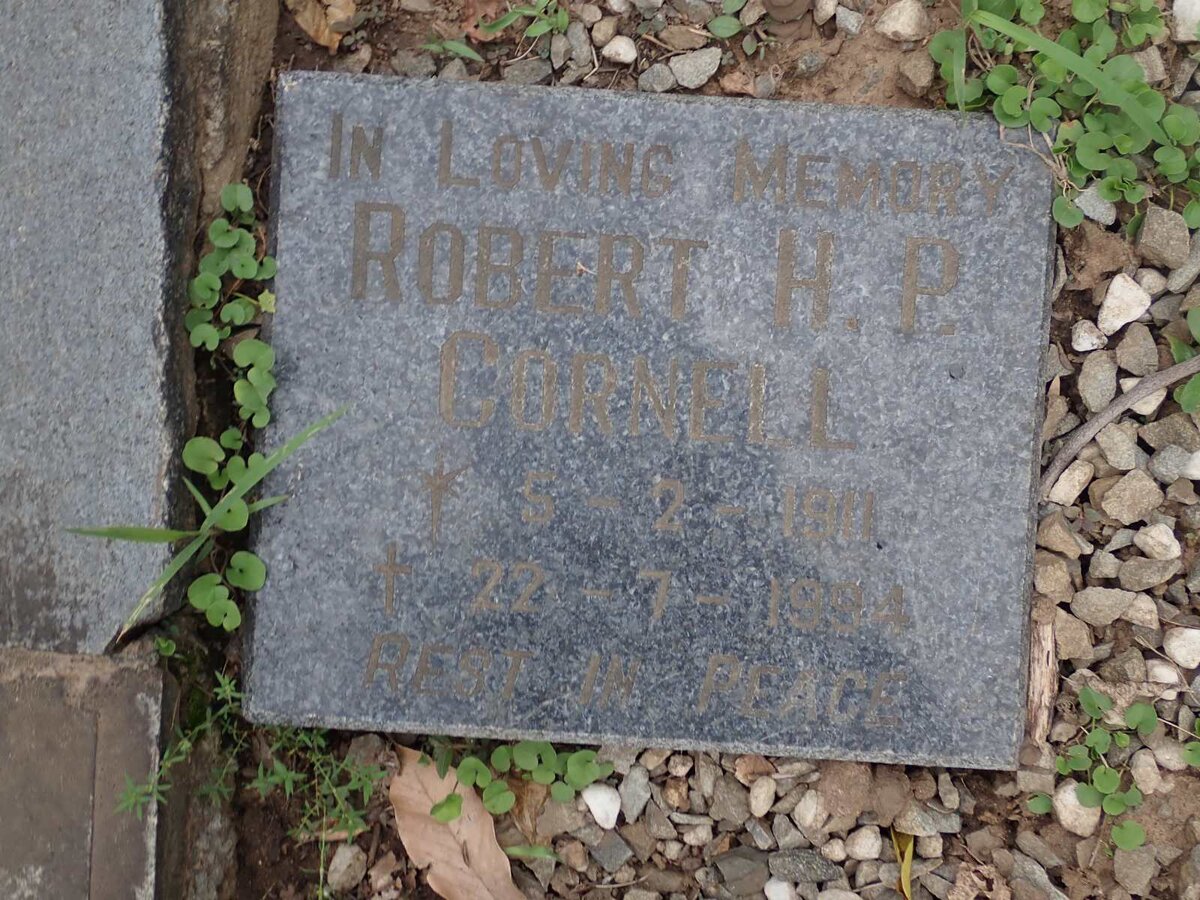 IN LOVING MEMORY
ROBERT H. P.
CORNELL
* 5 - 2 - 1911
† 22 - 7 - 1994
REST IN PEACE